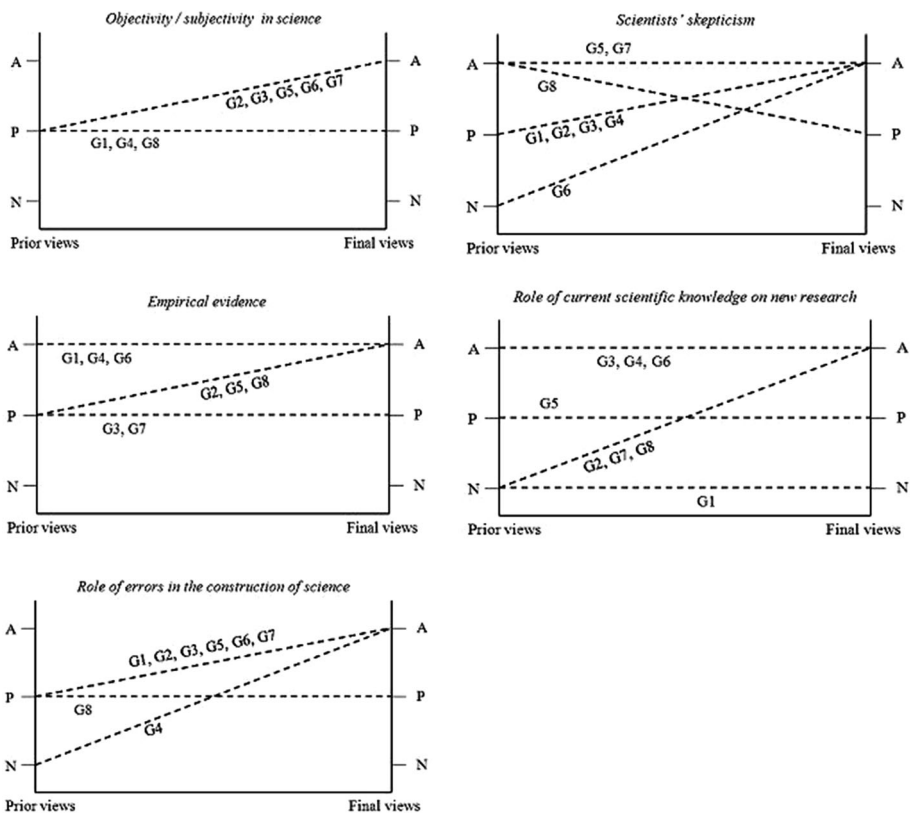 Objectivity / subjectivity in science
A
A
G2, G3, G5, G6, G7
P
P
G1, G4, G8
N
N
Prior views
Final views
Scientists' skepticism
G5, G7
A
A
G8
P
P
G1, G2, G3, G4
G6
N
N
Prior views
Final views
Empirical evidence
A
A
G1, G4, G6
G2, G5, G8
P
P
G3, G7
N
N
Prior views
Final views
Role of current scientific knowledge on new research
A
A
G3, G4, G6
G5
P
P
G2, G7, G8
N
N
G1
Prior views
Final views
Role of errors in the construction of science
A
A
G1, G2, G3, G5, G6, G7
P
P
G8
G4
N
N
Prior views
Final views